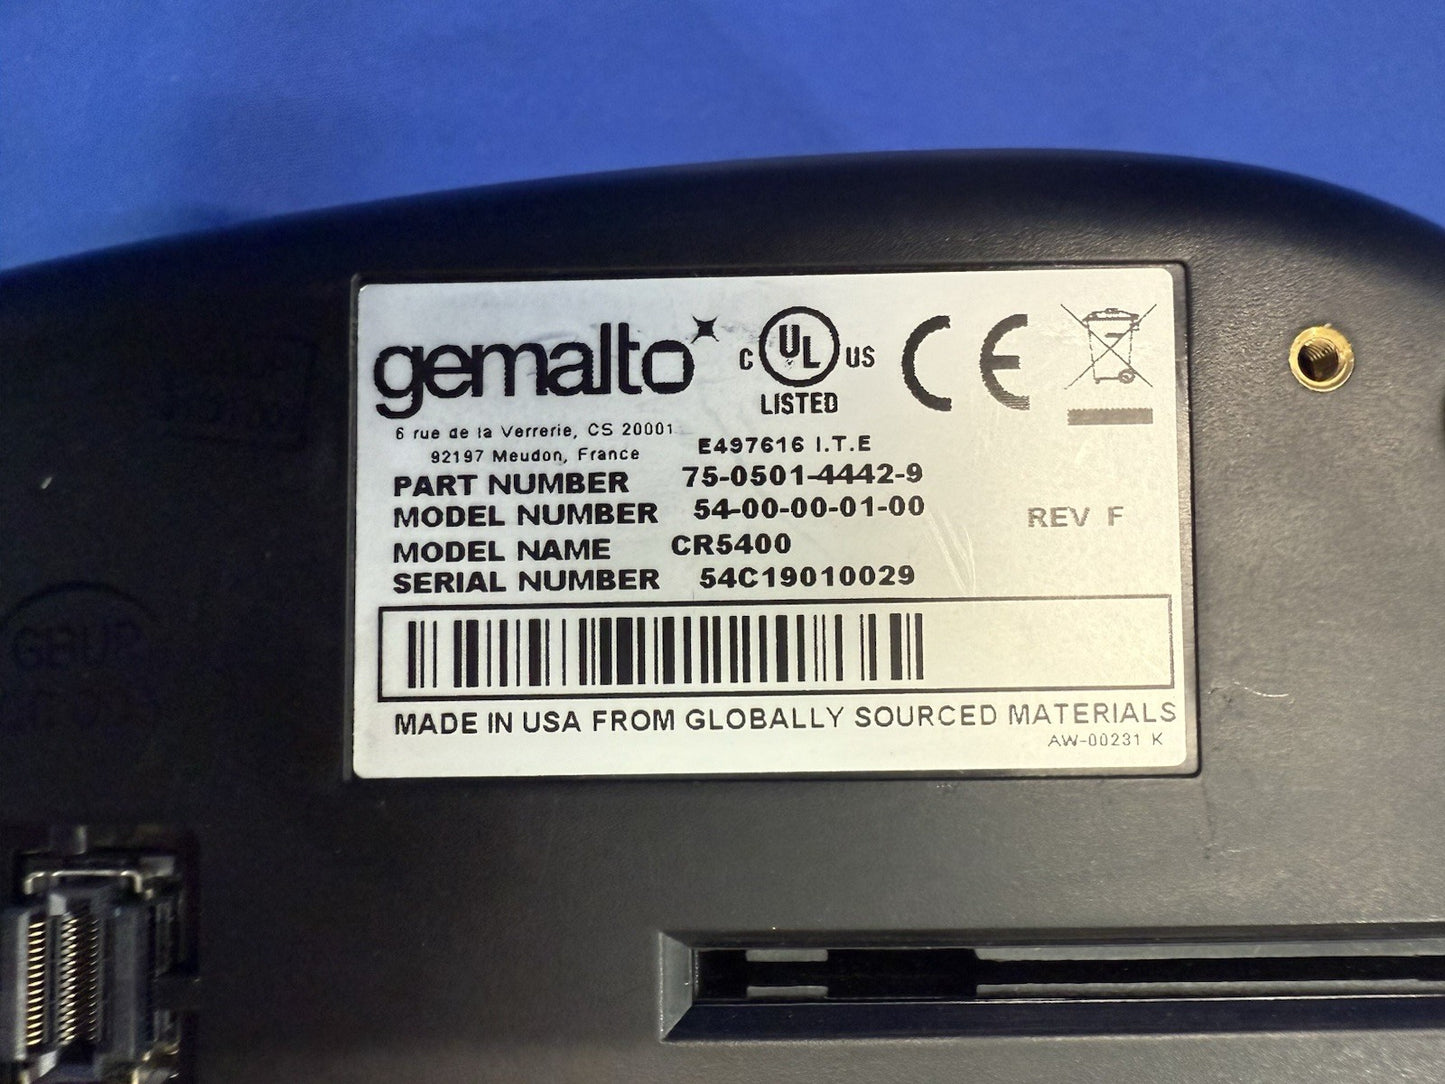 gemalto
C UL US
LISTED
CE
6 rue de la Verrerie, CS 20001
92197 Meudon, France
E497616 I.T.E
PART NUMBER 75-0501-4442-9
MODEL NUMBER 54-00-00-01-00
REV F
MODEL NAME CR5400
SERIAL NUMBER 54C19010029
MADE IN USA FROM GLOBALLY SOURCED MATERIALS
AW-00231 K